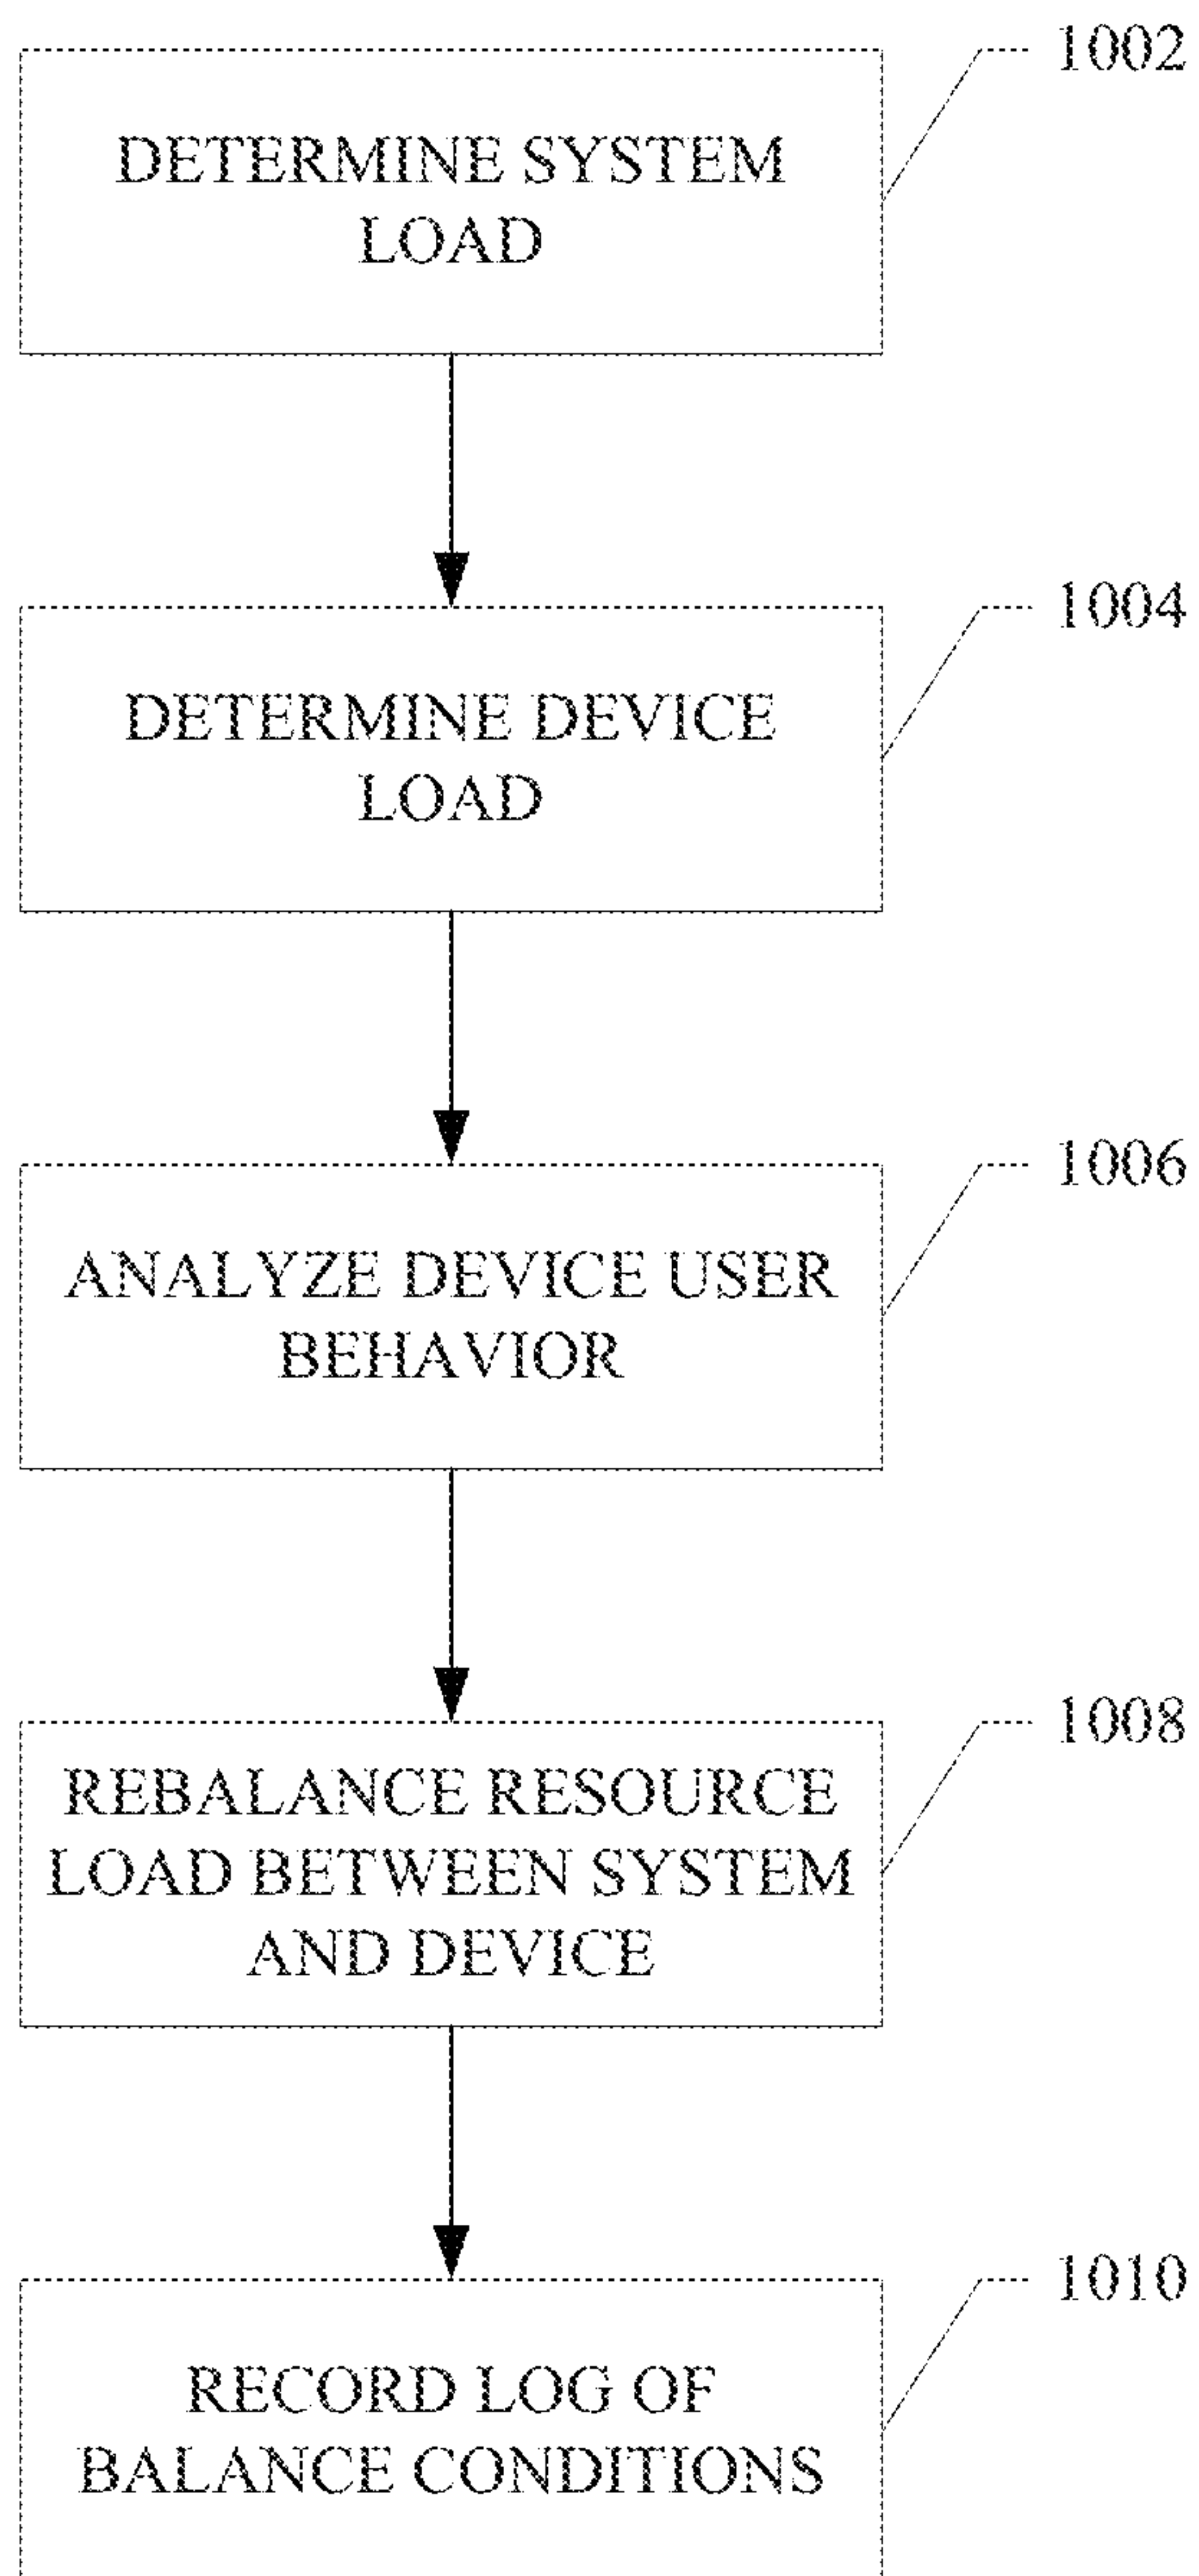 1002
DETERMINE SYSTEM
LOAD
1004
DETERMINE DEVICE
LOAD
1006
ANALYZE DEVICE USER
BEHAVIOR
1008
REBALANCE RESOURCE
LOAD BETWEEN SYSTEM
AND DEVICE
1010
RECORD LOG OF
BALANCE CONDITIONS